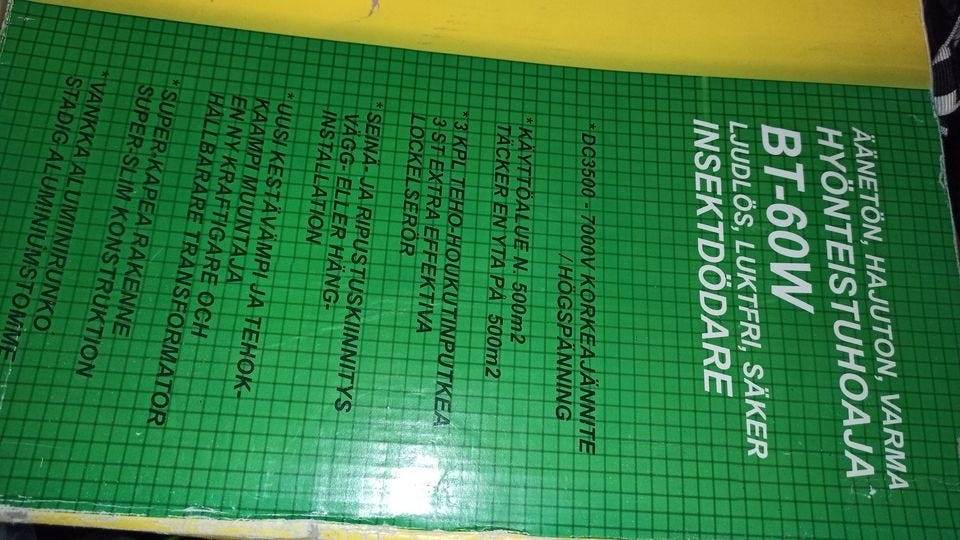 ÄÄNETÖN, HAJUTON, VARMA
HYÖNTEISTUHOAJA
BT-60W
LJUDLÖS, LUKTFRI, SÄKER
INSEKTDÖDARE
* DC3500 - 7000V KORKEAJÄNNITE
/ HÖGSPÄNNING
* KÄYTTÖALUE N. 500m2
TÄCKER EN YTA PÅ 500m2
* 3 KPL TEHO-HOUKUTINPUTKEA
3 ST EXTRA EFFEKTIVA
LOCKELSERÖR
* SEINÄ- JA RIPUSTUSKIINNITYS
VÄGG- ELLER HÄNG-
INSTALLATION
* UUSI KESTÄVÄMPI JA TEHOK-
KAAMPI MUUNTAJA
EN NY KRAFTIGARE OCH
HÅLLBARARE TRANSFORMATOR
* SUPER KAPEA RAKENNE
SUPER SLIM KONSTRUKTION
* VANKKA ALUMIINIRUNKO
STADIG ALUMINIUMSTOMME